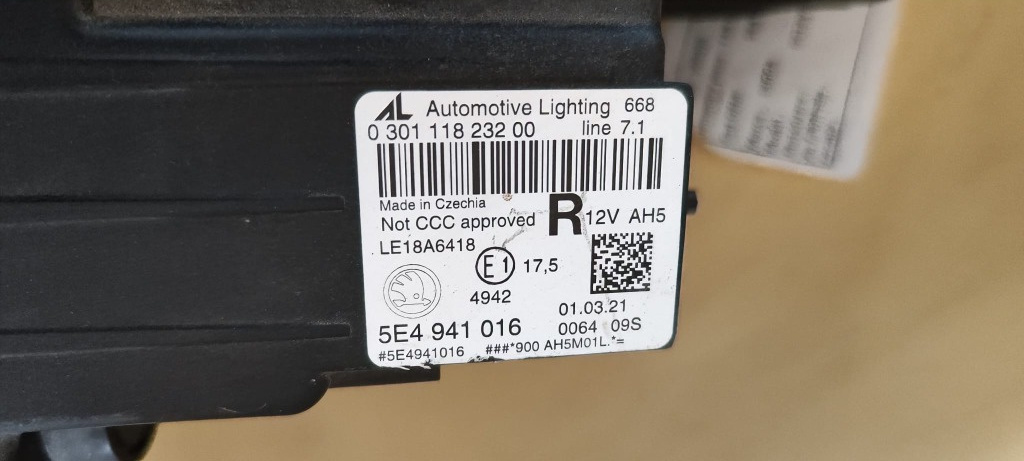 AL Automotive Lighting 668
0 301 118 232 00 line 7.1
Made in Czechia
Not CCC approved R 12V AH5
LE18A6418
E1 17,5
4942
01.03.21
5E4 941 016 0064 09S
#5E4941016 ###*900 AH5M01L.*=